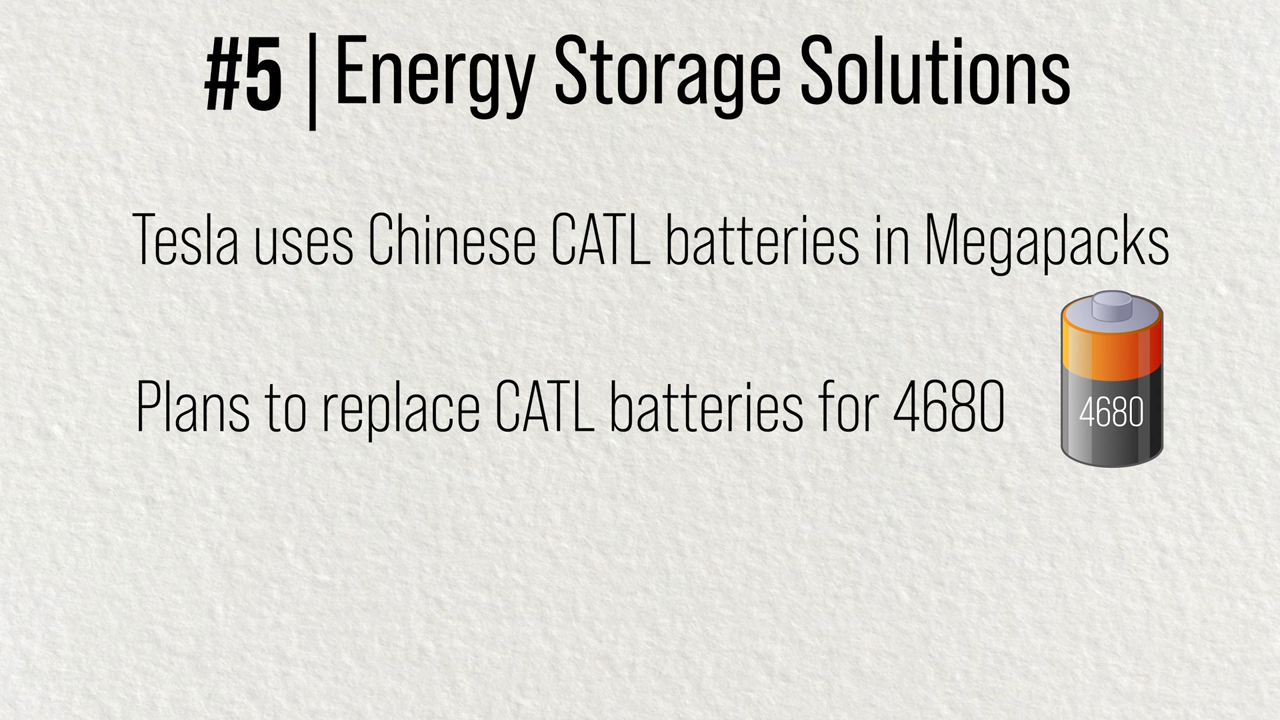 #5 | Energy Storage Solutions
Tesla uses Chinese CATL batteries in Megapacks
Plans to replace CATL batteries for 4680
4680